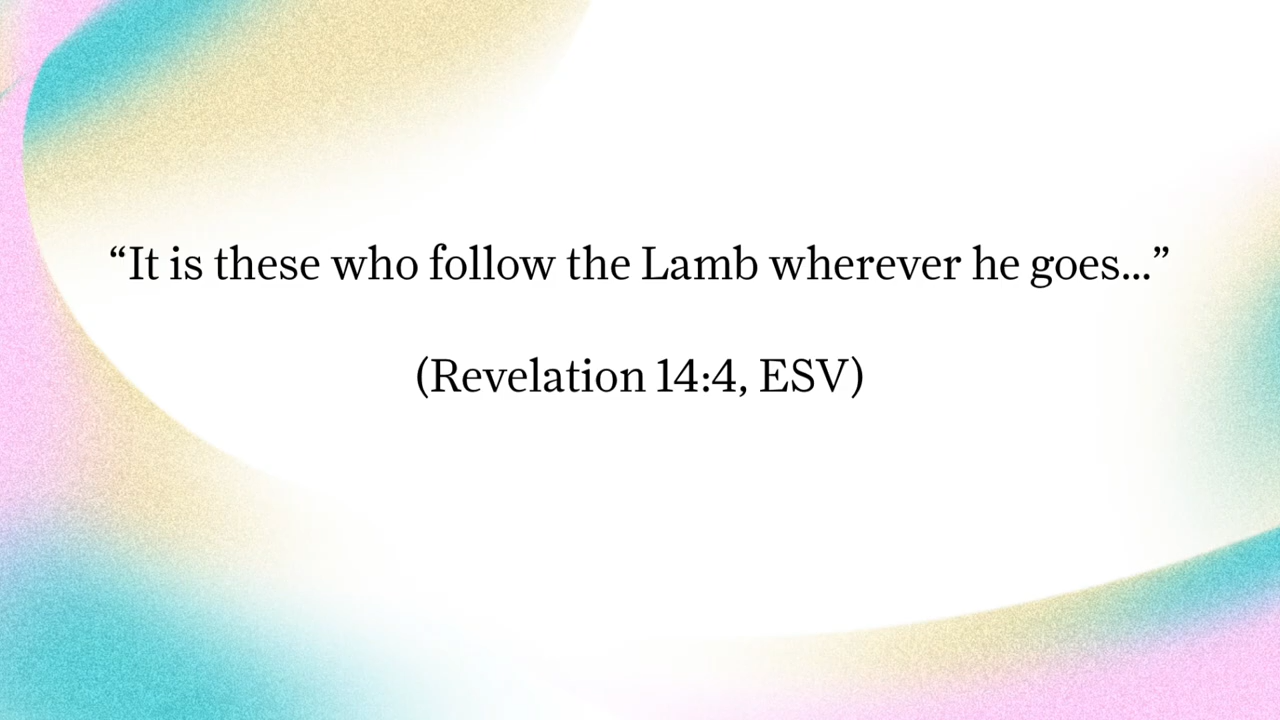 “It is these who follow the Lamb wherever he goes...”
(Revelation 14:4, ESV)